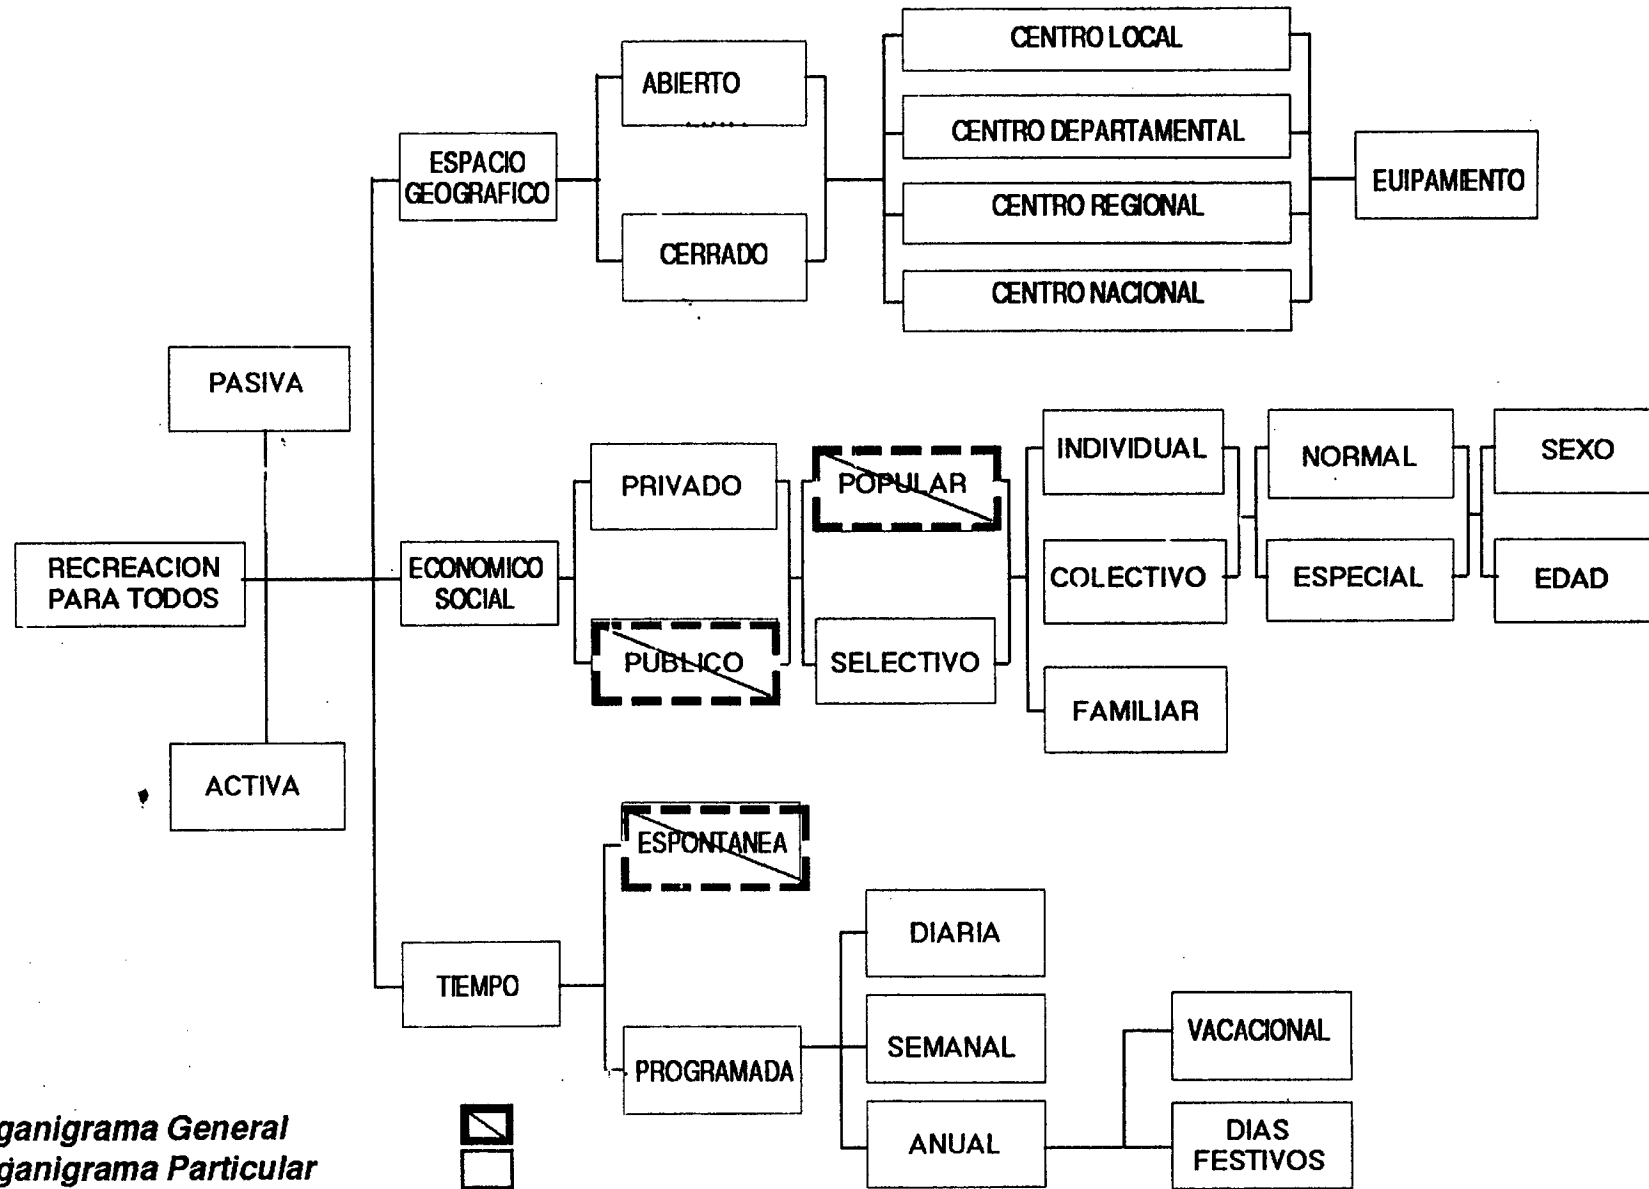 CENTRO LOCAL
ABIERTO
CENTRO DEPARTAMENTAL
ESPACIO
GEOGRAFICO
EUIPAMIENTO
CENTRO REGIONAL
CERRADO
CENTRO NACIONAL
PASIVA
INDIVIDUAL
NORMAL
SEXO
PRIVADO
POPULAR
RECREACION
PARA TODOS
ECONOMICO
SOCIAL
COLECTIVO
ESPECIAL
EDAD
PUBLICO
SELECTIVO
FAMILIAR
ACTIVA
ESPONTANEA
DIARIA
TIEMPO
SEMANAL
VACACIONAL
PROGRAMADA
ANUAL
DIAS
FESTIVOS
ganigrama General
ganigrama Particular